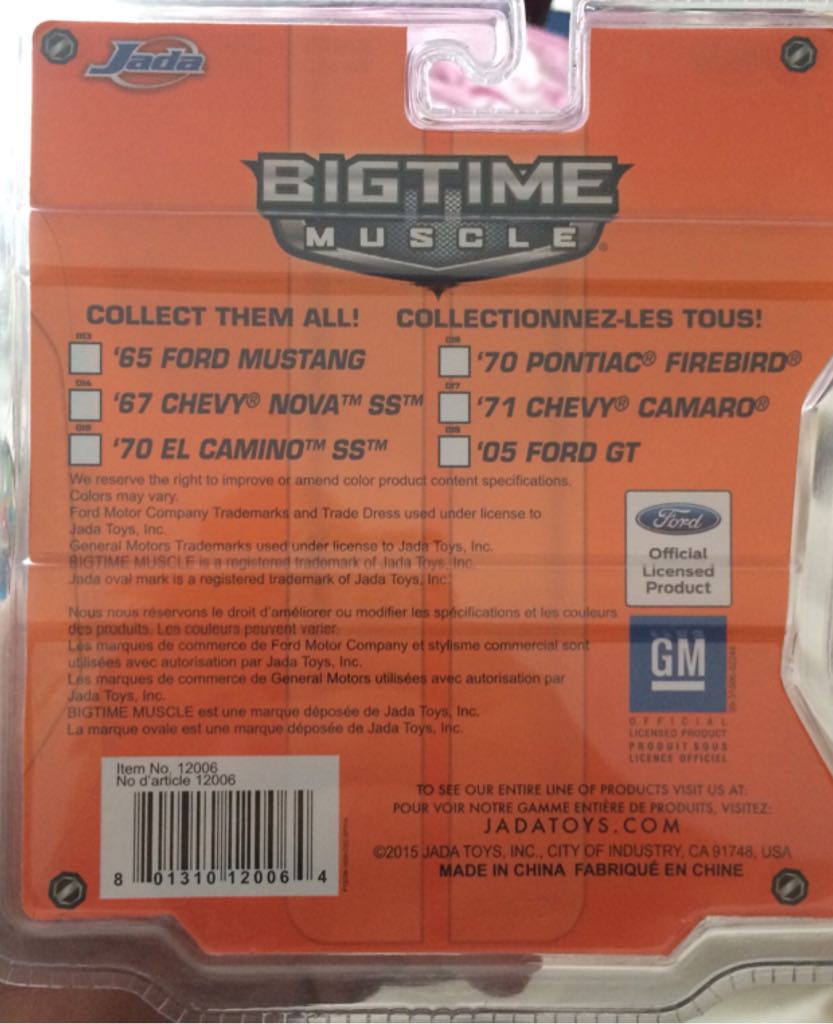 Jada
BIGTIME
MUSCLE®
COLLECT THEM ALL! COLLECTIONNEZ-LES TOUS!
013
'65 FORD MUSTANG
014
'67 CHEVY® NOVA™ SS™
015
'70 EL CAMINO™ SS™
016
'70 PONTIAC® FIREBIRD®
017
'71 CHEVY® CAMARO®
'05 FORD GT
We reserve the right to improve or amend color product content specifications.
Colors may vary.
Ford Motor Company Trademarks and Trade Dress used under license to
Jada Toys, Inc.
General Motors Trademarks used under license to Jada Toys, Inc.
BIGTIME MUSCLE is a registered trademark of Jada Toys, Inc.
Jada oval mark is a registered trademark of Jada Toys, Inc.
Nous nous réservons le droit d'améliorer ou modifier les spécifications et les couleurs
des produits. Les couleurs peuvent varier.
Les marques de commerce de Ford Motor Company et stylisme commercial sont
utilisées avec autorisation par Jada Toys, Inc.
Les marques de commerce de General Motors utilisées avec autorisation par
Jada Toys, Inc.
BIGTIME MUSCLE est une marque déposée de Jada Toys, Inc.
La marque ovale est une marque déposée de Jada Toys, Inc.
Ford
Official
Licensed
Product
GM
OFFICIAL
LICENSED PRODUCT
PRODUIT SOUS
LICENCE OFFICIEL
Item No. 12006
No d'article 12006
8 01310 12006 4
TO SEE OUR ENTIRE LINE OF PRODUCTS VISIT US AT:
POUR VOIR NOTRE GAMME ENTIÈRE DE PRODUITS, VISITEZ:
JADATOYS.COM
©2015 JADA TOYS, INC., CITY OF INDUSTRY, CA 91748, USA
MADE IN CHINA FABRIQUÉ EN CHINE